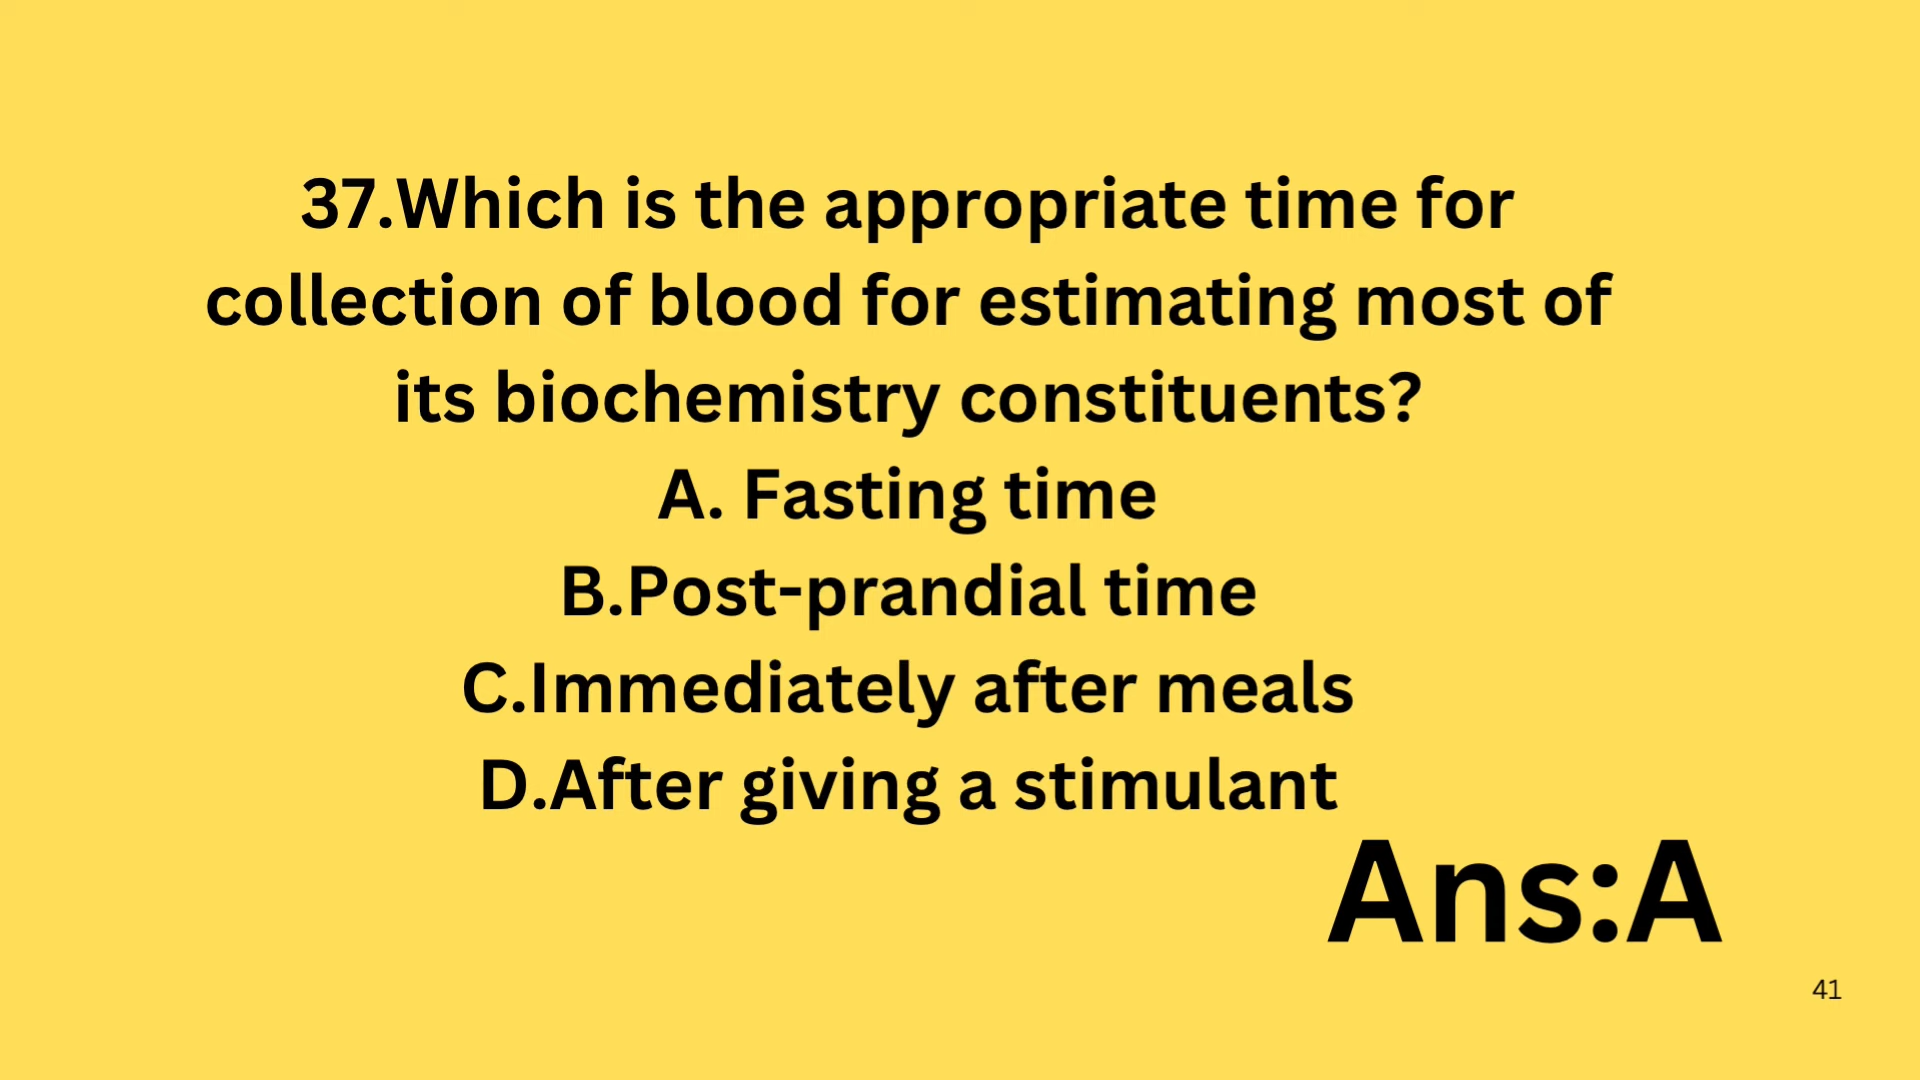 37.Which is the appropriate time for
collection of blood for estimating most of
its biochemistry constituents?
A. Fasting time
B.Post-prandial time
C.Immediately after meals
D.After giving a stimulant
Ans:A
41